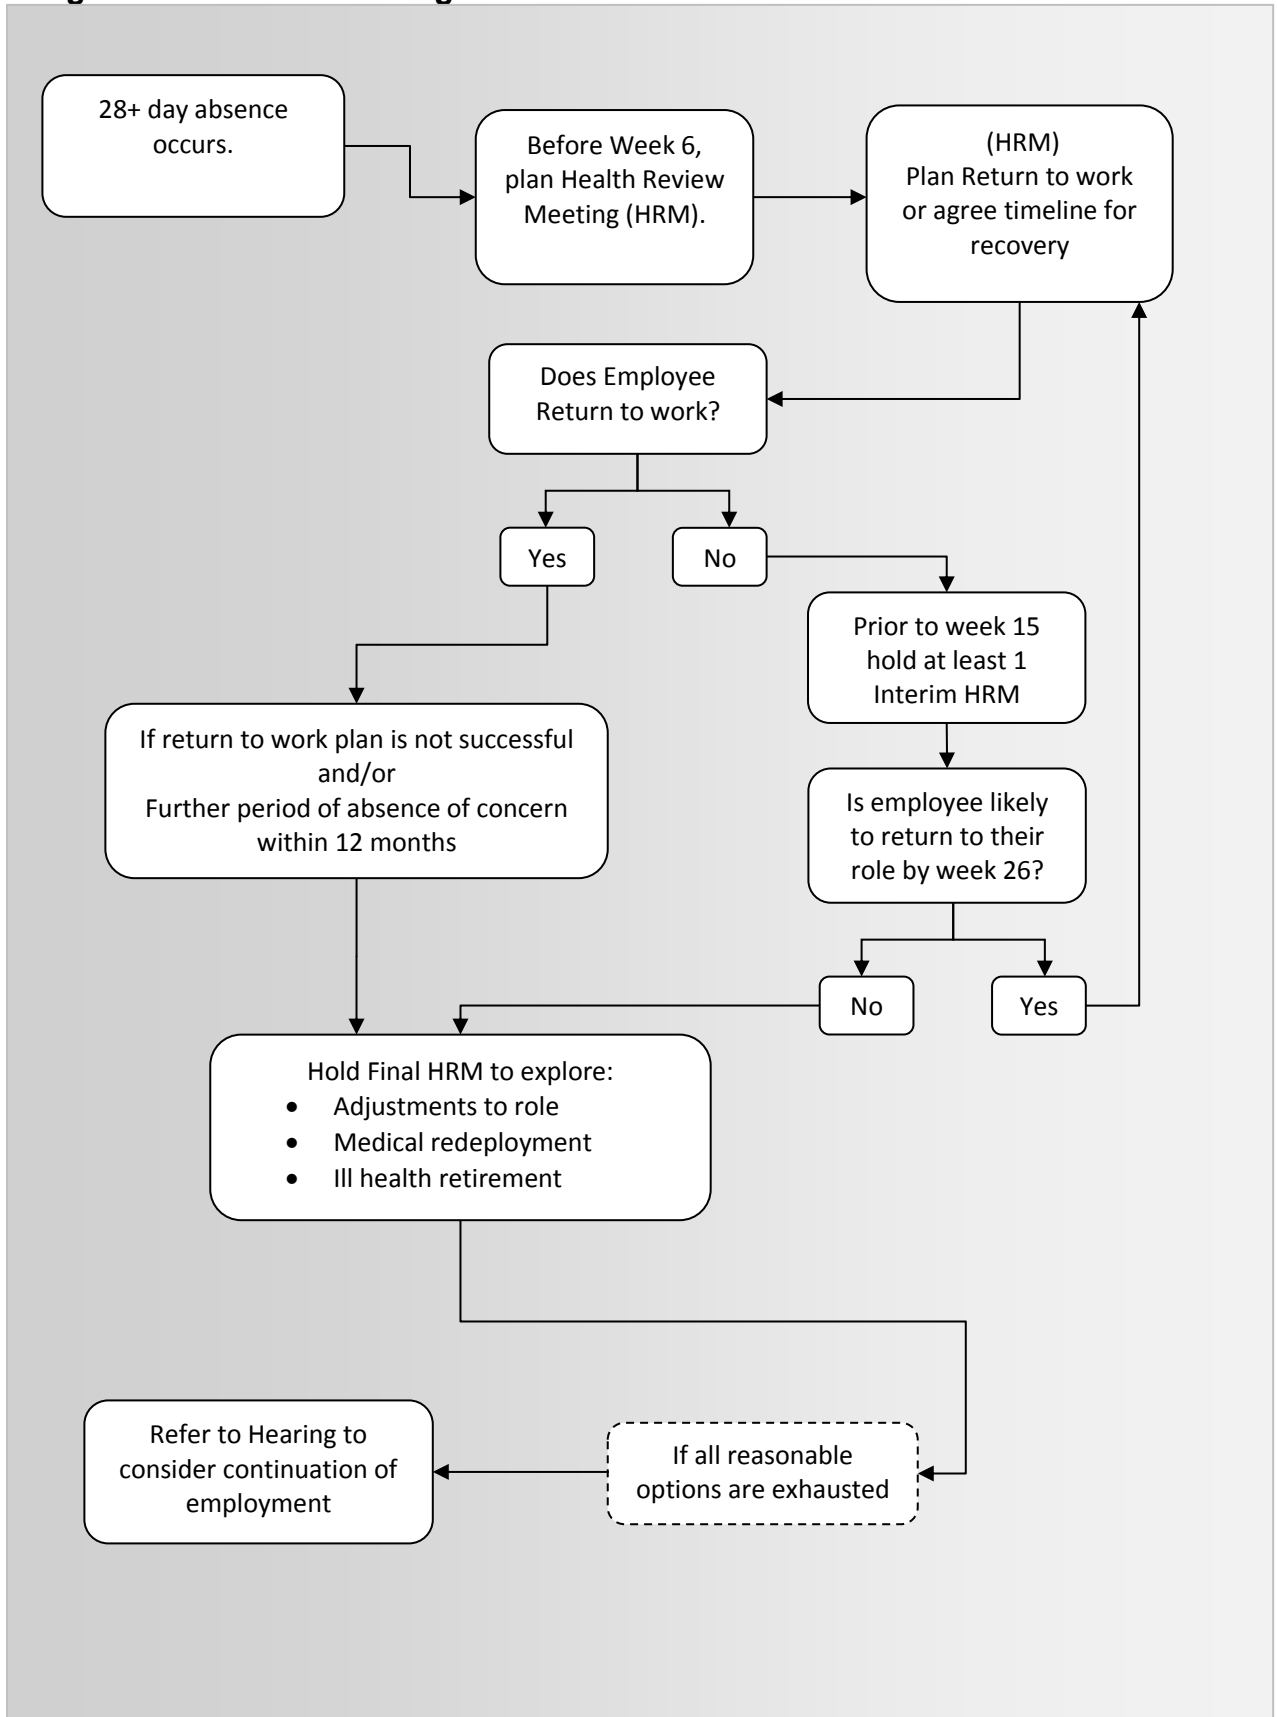 28+ day absence
occurs.
Before Week 6,
plan Health Review
Meeting (HRM).
(HRM)
Plan Return to work
or agree timeline for
recovery
Does Employee
Return to work?
Yes
No
Prior to week 15
hold at least 1
Interim HRM
If return to work plan is not successful
and/or
Further period of absence of concern
within 12 months
Is employee likely
to return to their
role by week 26?
No
Yes
Hold Final HRM to explore:
• Adjustments to role
• Medical redeployment
• Ill health retirement
If all reasonable
options are exhausted
Refer to Hearing to
consider continuation of
employment